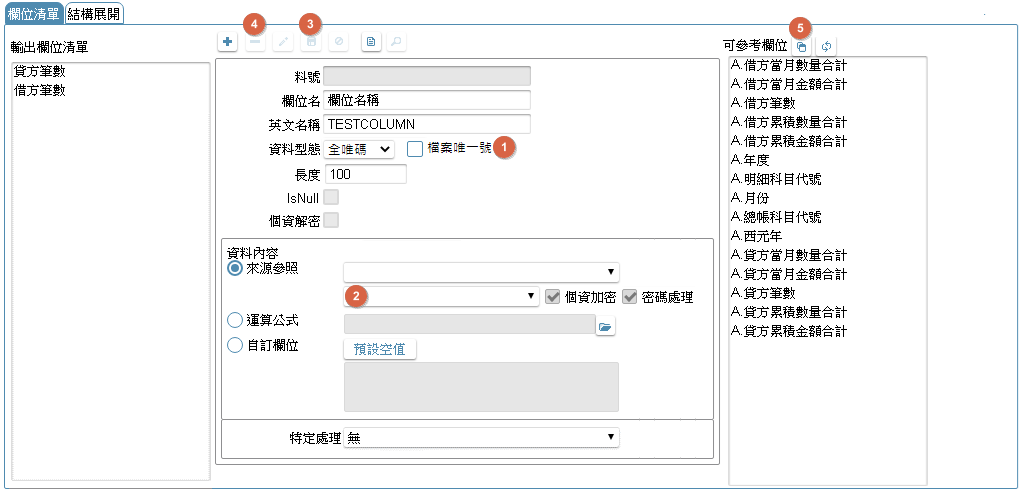 欄位清單 結構展開
4 3 5
輸出欄位清單
貸方筆數
借方筆數
料號
欄位名 欄位名稱
英文名稱 TESTCOLUMN
資料型態 全唯碼 檔案唯一號 1
長度 100
IsNull
個資解密
資料內容
來源參照
2 個資加密 密碼處理
運算公式
自訂欄位 預設空值
特定處理 無
可參考欄位
A.借方當月數量合計
A.借方當月金額合計
A.借方筆數
A.借方累積數量合計
A.借方累積金額合計
A.年度
A.明細科目代號
A.月份
A.總帳科目代號
A.西元年
A.貸方當月數量合計
A.貸方當月金額合計
A.貸方筆數
A.貸方累積數量合計
A.貸方累積金額合計